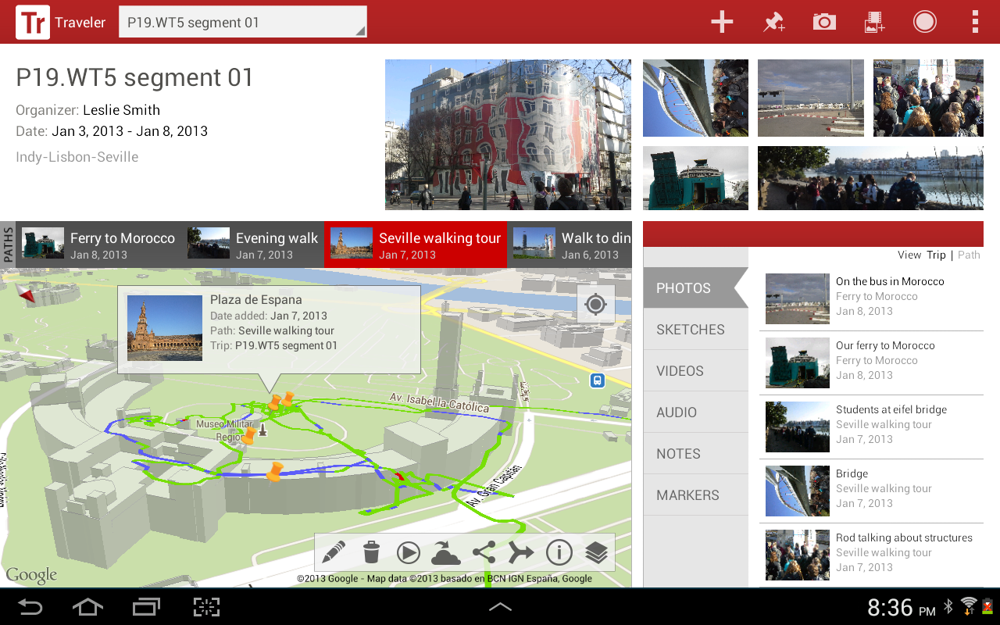 Tr Traveler
P19.WT5 segment 01
P19.WT5 segment 01
Organizer: Leslie Smith
Date: Jan 3, 2013 - Jan 8, 2013
Indy-Lisbon-Seville
PATHS
Ferry to Morocco
Jan 8, 2013
Evening walk
Jan 7, 2013
Seville walking tour
Jan 7, 2013
Walk to din
Jan 6, 2013
Plaza de Espana
Date added: Jan 7, 2013
Path: Seville walking tour
Trip: P19.WT5 segment 01
Av. Isabel la Católica
Museo Militar
Regio
Av. Gran Capitán
Google
©2013 Google - Map data ©2013 basado en BCN IGN España, Google
View Trip | Path
PHOTOS
SKETCHES
VIDEOS
AUDIO
NOTES
MARKERS
On the bus in Morocco
Ferry to Morocco
Jan 8, 2013
Our ferry to Morocco
Ferry to Morocco
Jan 8, 2013
Students at eifel bridge
Seville walking tour
Jan 7, 2013
Bridge
Seville walking tour
Jan 7, 2013
Rod talking about structures
Seville walking tour
Jan 7, 2013
8:36 PM